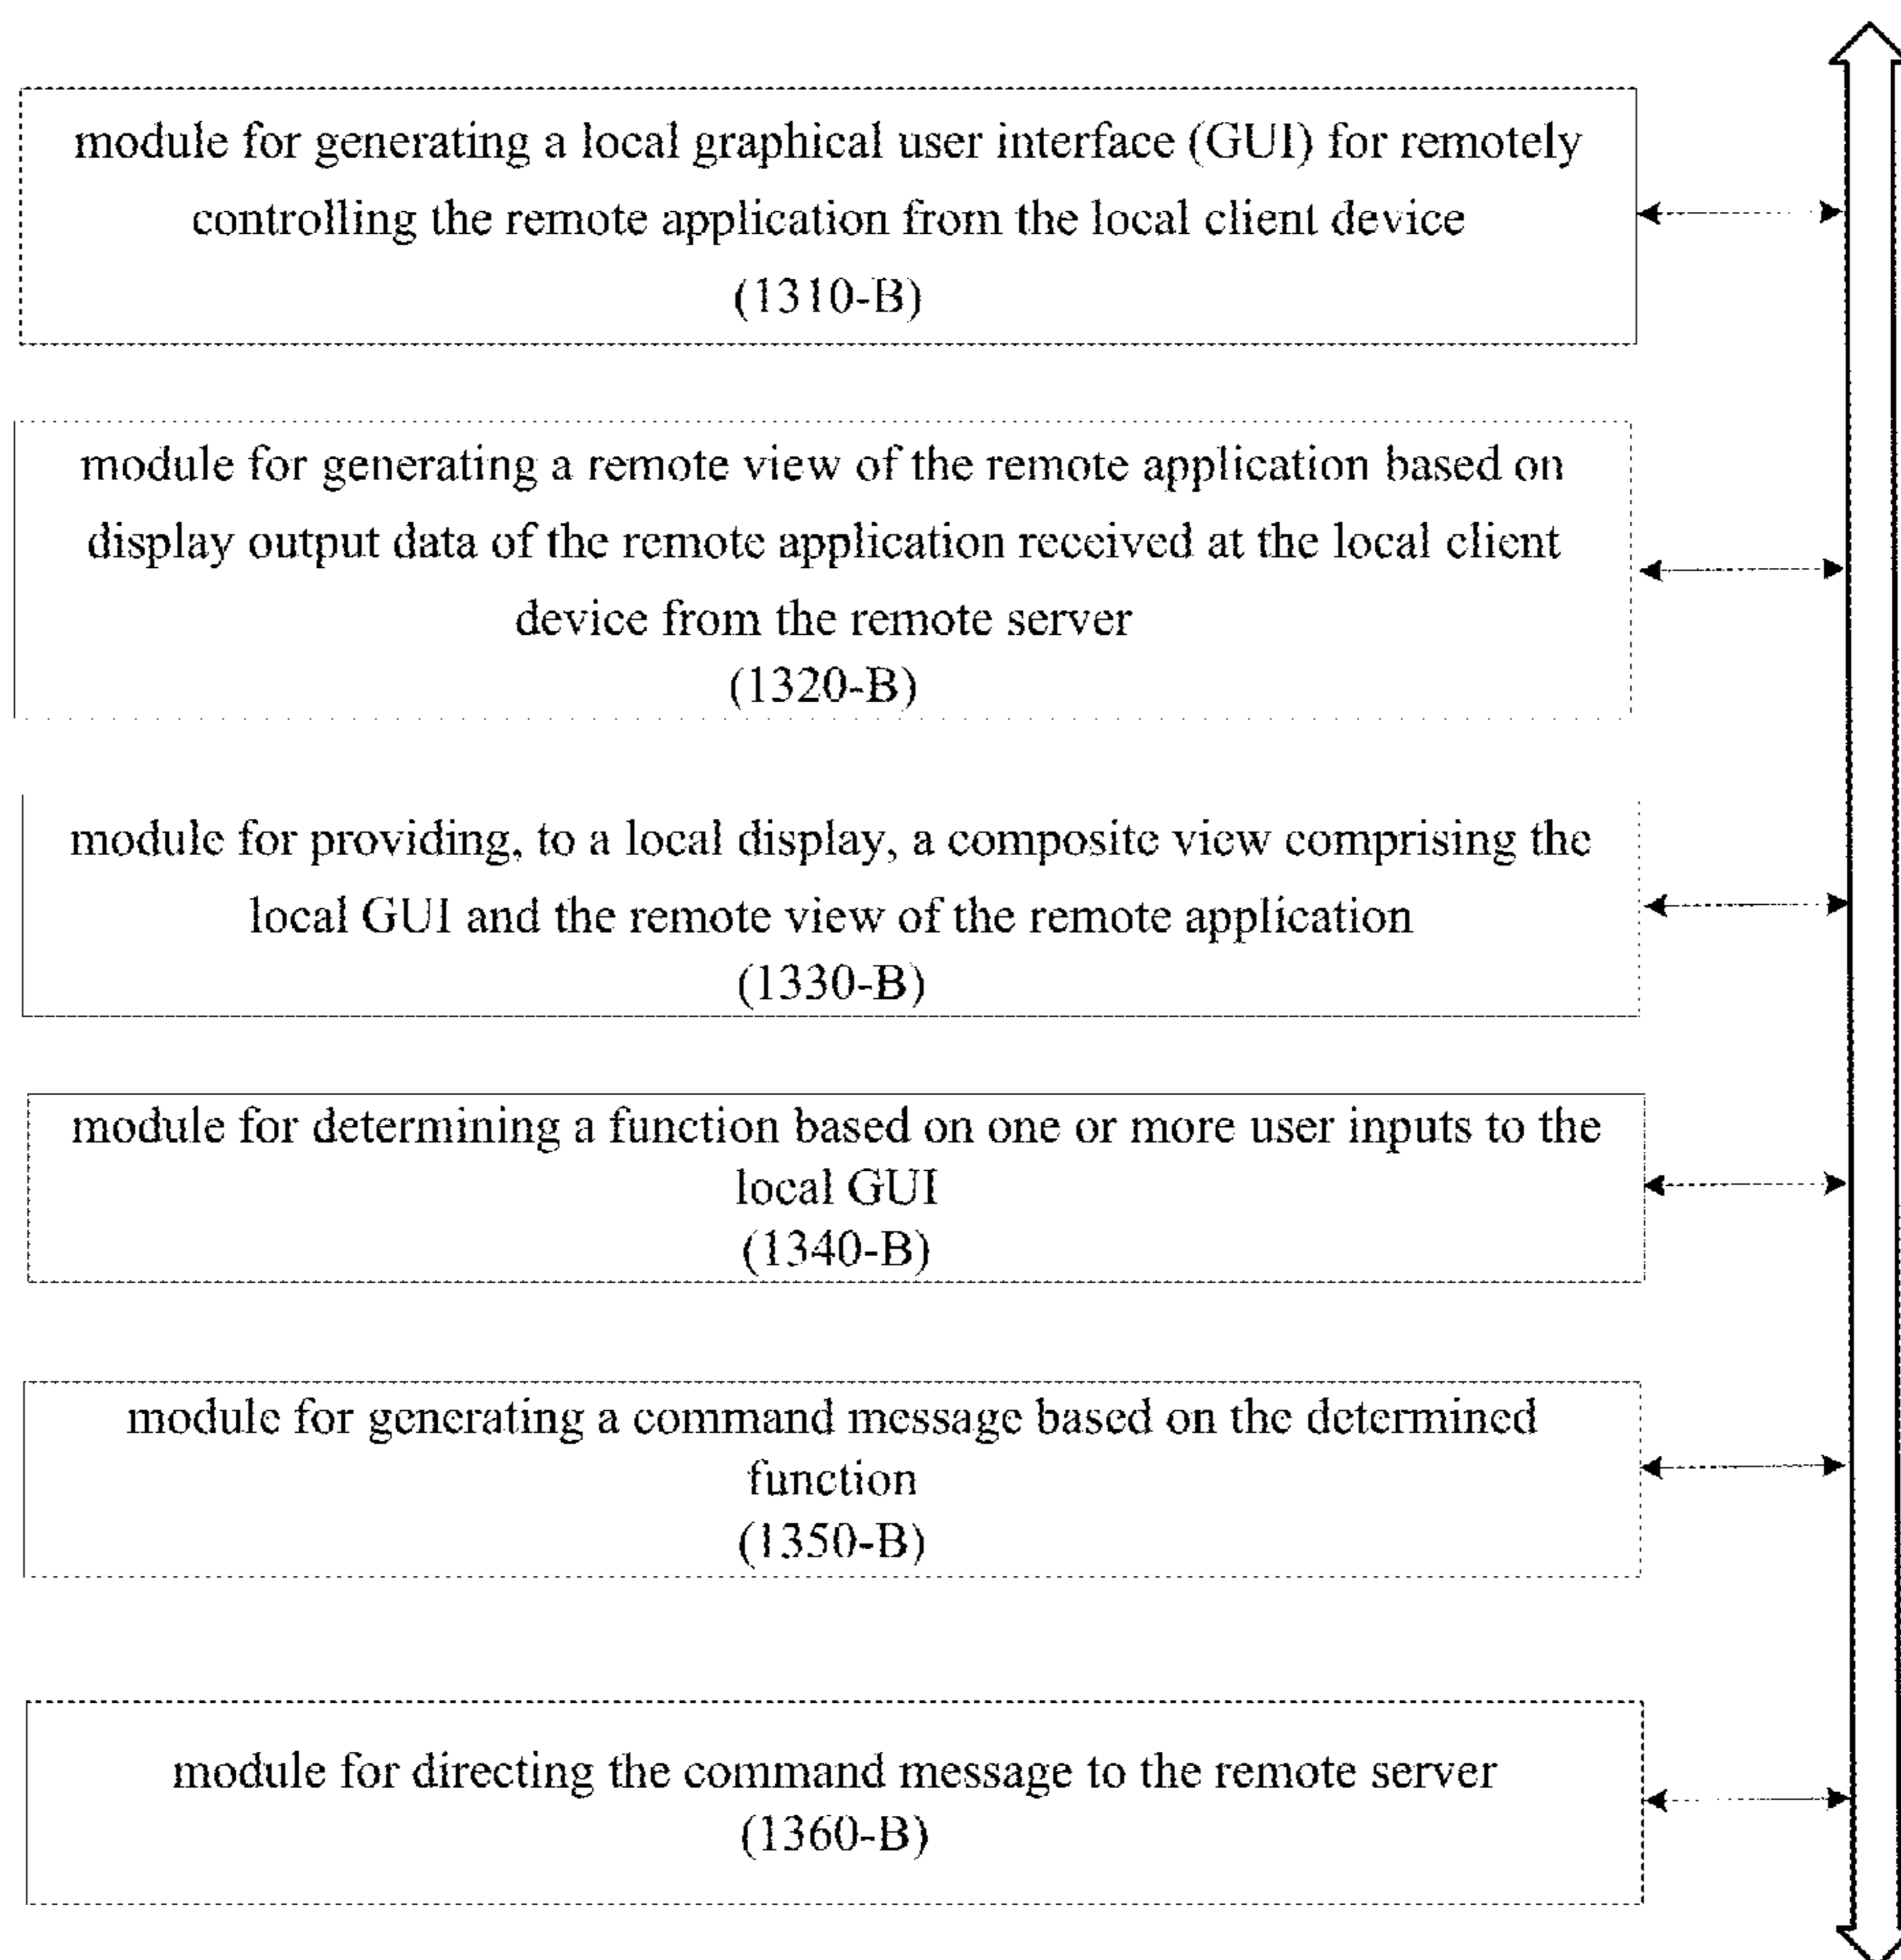 module for generating a local graphical user interface (GUI) for remotely
controlling the remote application from the local client device
(1310-B)
module for generating a remote view of the remote application based on
display output data of the remote application received at the local client
device from the remote server
(1320-B)
module for providing, to a local display, a composite view comprising the
local GUI and the remote view of the remote application
(1330-B)
module for determining a function based on one or more user inputs to the
local GUI
(1340-B)
module for generating a command message based on the determined
function
(1350-B)
module for directing the command message to the remote server
(1360-B)